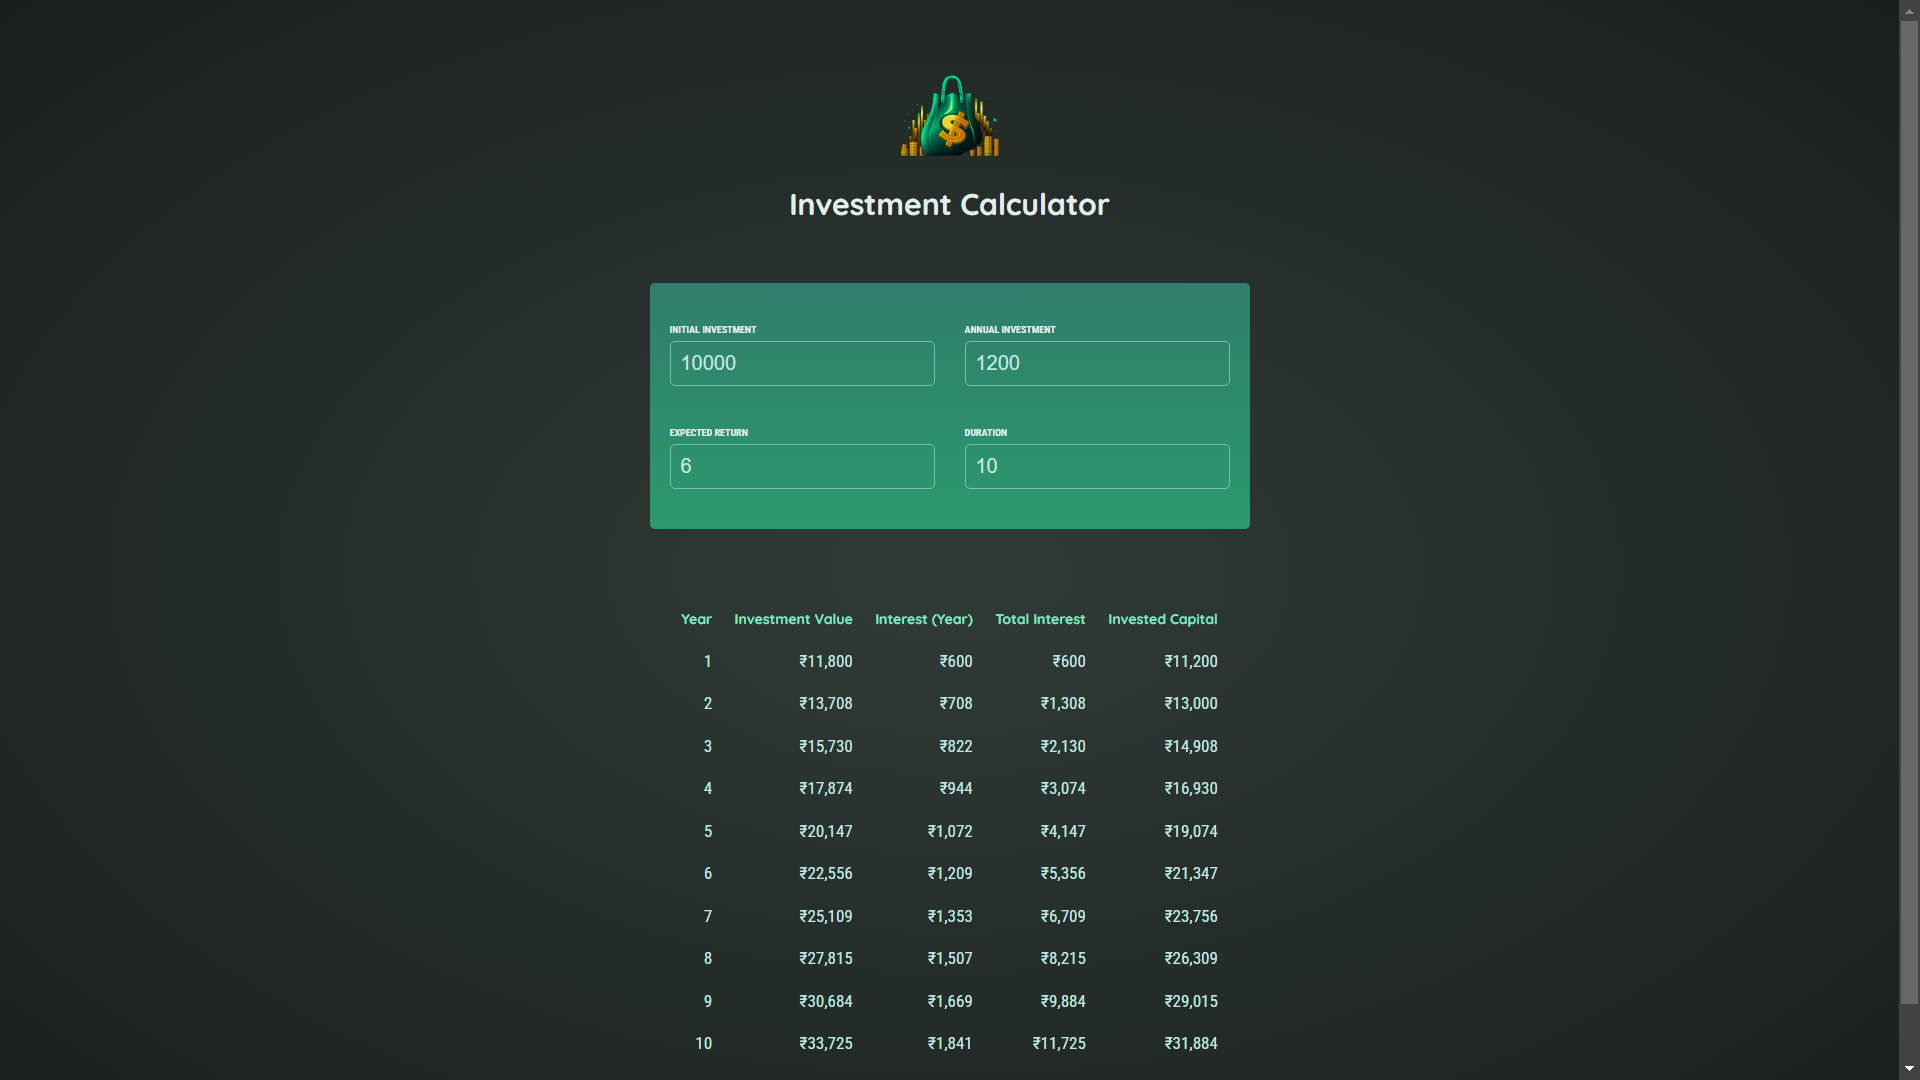 $
Investment Calculator
INITIAL INVESTMENT ANNUAL INVESTMENT
10000 1200
EXPECTED RETURN DURATION
6 10
Year Investment Value Interest (Year) Total Interest Invested Capital
1 ₹11,800 ₹600 ₹600 ₹11,200
2 ₹13,708 ₹708 ₹1,308 ₹13,000
3 ₹15,730 ₹822 ₹2,130 ₹14,908
4 ₹17,874 ₹944 ₹3,074 ₹16,930
5 ₹20,147 ₹1,072 ₹4,147 ₹19,074
6 ₹22,556 ₹1,209 ₹5,356 ₹21,347
7 ₹25,109 ₹1,353 ₹6,709 ₹23,756
8 ₹27,815 ₹1,507 ₹8,215 ₹26,309
9 ₹30,684 ₹1,669 ₹9,884 ₹29,015
10 ₹33,725 ₹1,841 ₹11,725 ₹31,884